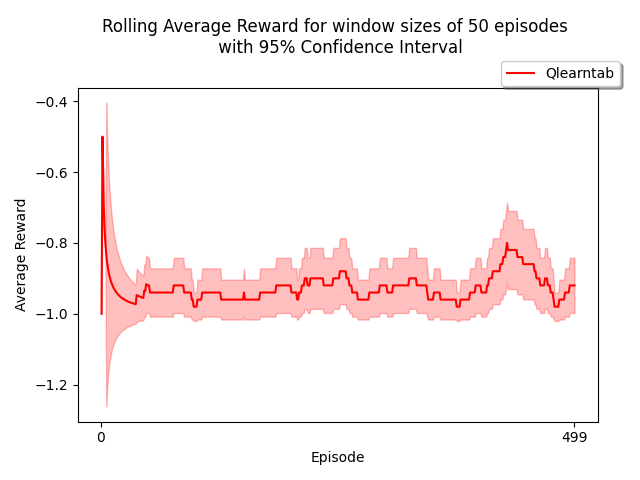 Rolling Average Reward for window sizes of 50 episodes
with 95% Confidence Interval
Qlearntab
−0.4
−0.6
−0.8
−1.0
−1.2
Average Reward
0
499
Episode